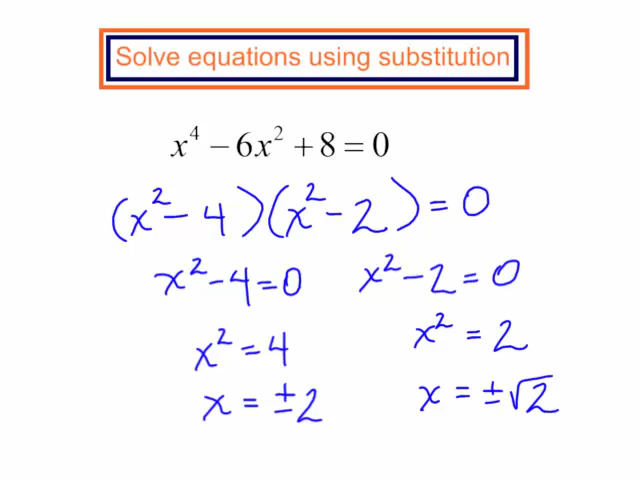 Solve equations using substitution
x⁴ − 6x² + 8 = 0
(x² − 4)(x² − 2) = 0
x² − 4 = 0 x² − 2 = 0
x² = 4 x² = 2
x = ±2 x = ±√2